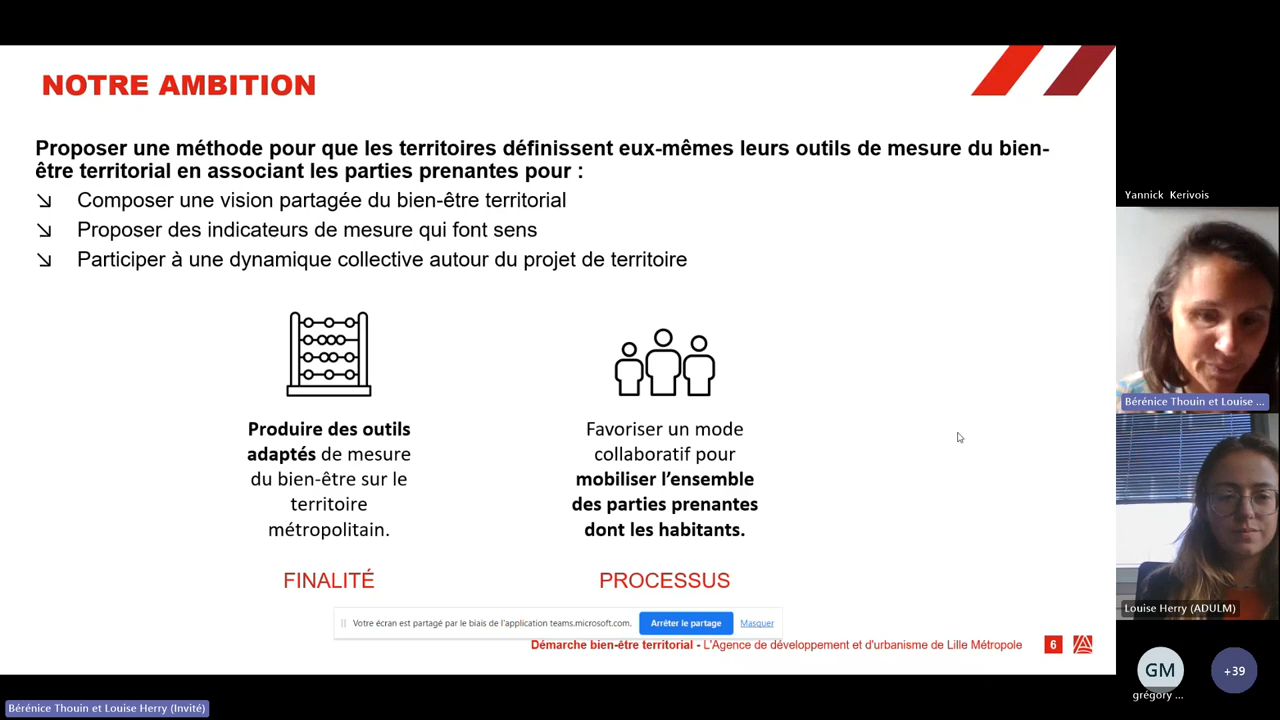 NOTRE AMBITION
Proposer une méthode pour que les territoires définissent eux-mêmes leurs outils de mesure du bien-
être territorial en associant les parties prenantes pour :
Composer une vision partagée du bien-être territorial
Proposer des indicateurs de mesure qui font sens
Participer à une dynamique collective autour du projet de territoire
Produire des outils
adaptés de mesure
du bien-être sur le
territoire
métropolitain.
FINALITÉ
Favoriser un mode
collaboratif pour
mobiliser l’ensemble
des parties prenantes
dont les habitants.
PROCESSUS
Votre écran est partagé par le biais de l'application teams.microsoft.com.
Arrêter le partage
Masquer
Démarche bien-être territorial - L'Agence de développement et d'urbanisme de Lille Métropole
6
Yannick Kerivois
Bérénice Thouin et Louise ...
Louise Herry (ADULM)
GM
grégory ...
+39
Bérénice Thouin et Louise Herry (Invité)